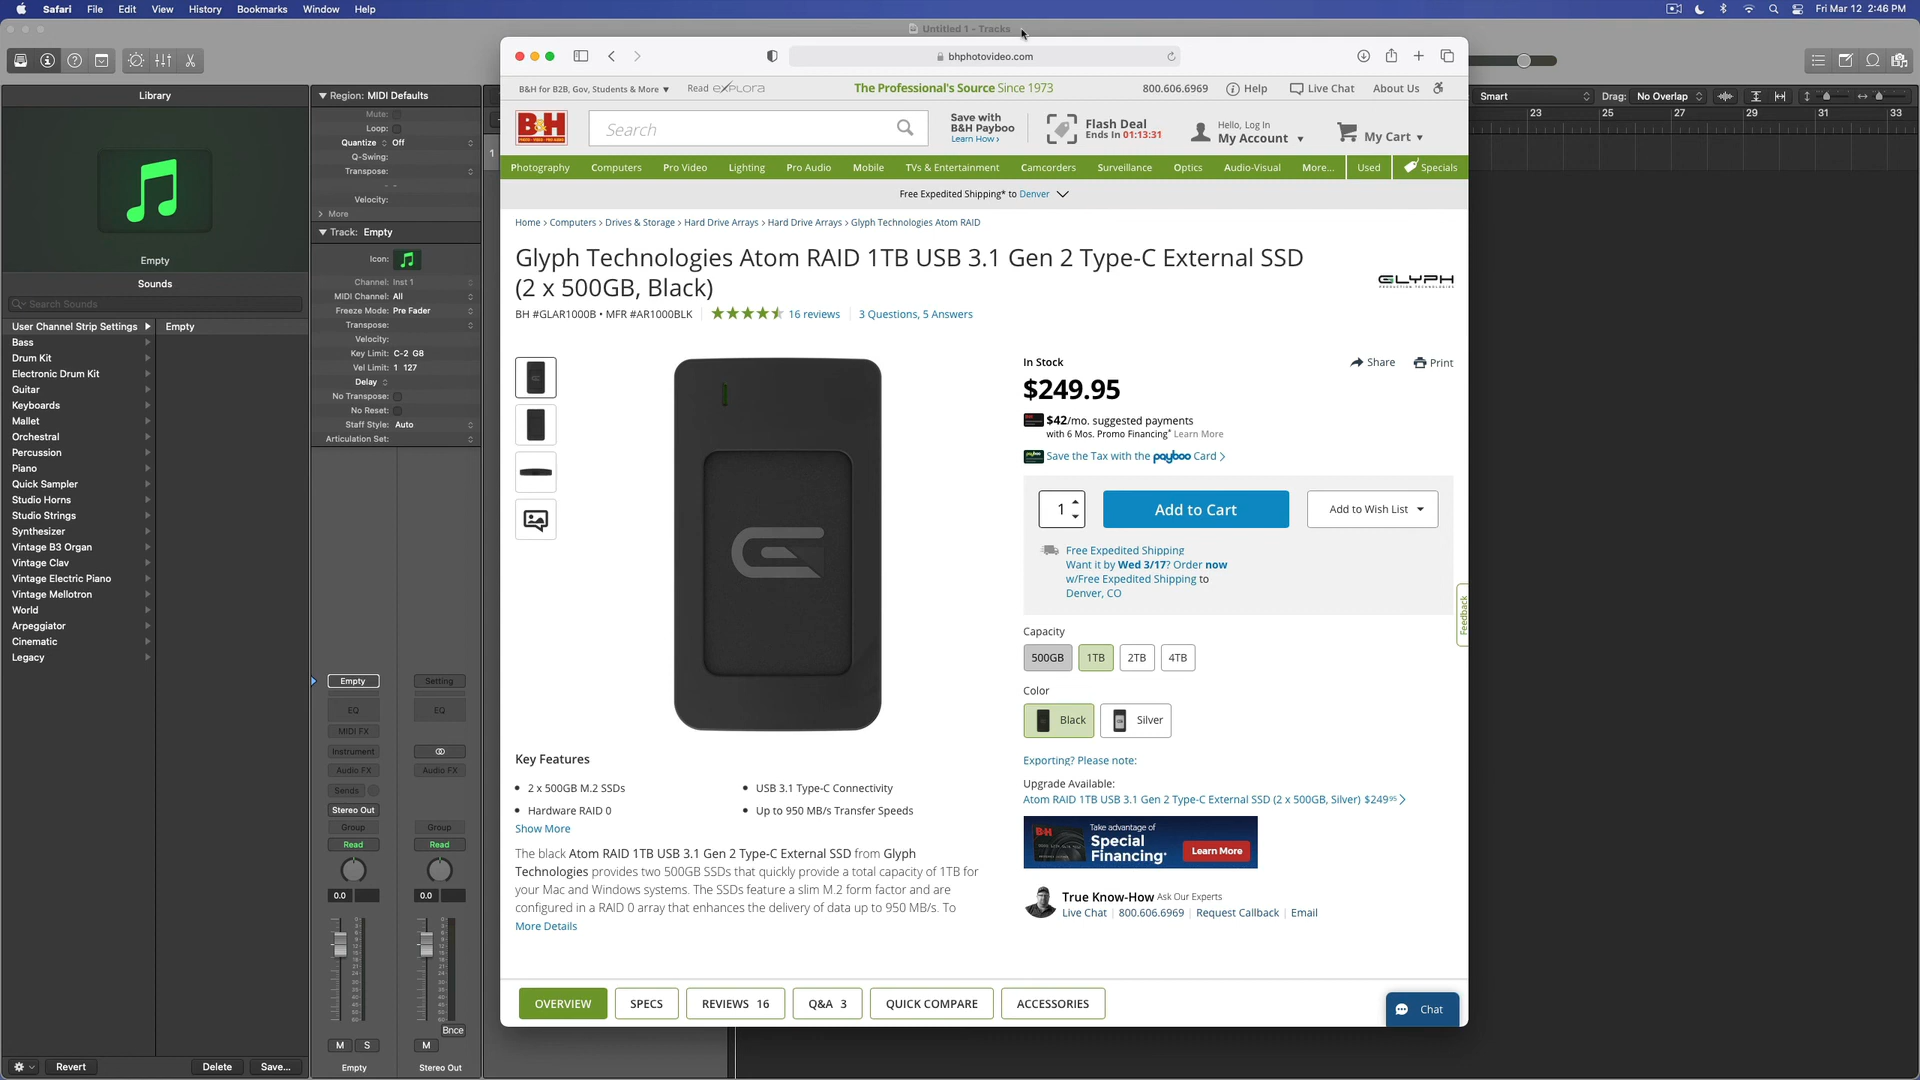 Safari File Edit View History Bookmarks Window Help Fri Mar 12 2:46 PM
Untitled 1 - Tracks
bhphotovideo.com
Library
Empty
Sounds
Search Sounds
User Channel Strip Settings
Empty
Bass
Drum Kit
Electronic Drum Kit
Guitar
Keyboards
Mallet
Orchestral
Percussion
Piano
Quick Sampler
Studio Horns
Studio Strings
Synthesizer
Vintage B3 Organ
Vintage Clav
Vintage Electric Piano
Vintage Mellotron
World
Arpeggiator
Cinematic
Legacy
Revert Delete Save...
Region: MIDI Defaults
Mute:
Loop:
Quantize Off
Q-Swing:
Transpose:
Velocity:
More
Track: Empty
Icon:
Channel: Inst 1
MIDI Channel: All
Freeze Mode: Pre Fader
Transpose:
Velocity:
Key Limit: C-2 G8
Vel Limit: 1 127
Delay
No Transpose:
No Reset:
Staff Style: Auto
Articulation Set:
Empty Setting
EQ EQ
MIDI FX
Instrument
Audio FX Audio FX
Sends
Stereo Out
Group Group
Read Read
0.0 0.0
Bnce
M S M
Empty Stereo Out
1
B&H for B2B, Gov, Students & More Read explora The Professional's Source Since 1973 800.606.6969 Help Live Chat About Us
B&H
Search
Save with
B&H Payboo
Learn How ›
Flash Deal
Ends In 01:13:31
Hello, Log In
My Account
My Cart
Photography Computers Pro Video Lighting Pro Audio Mobile TVs & Entertainment Camcorders Surveillance Optics Audio-Visual More... Used Specials
Free Expedited Shipping* to Denver
Home > Computers > Drives & Storage > Hard Drive Arrays > Hard Drive Arrays > Glyph Technologies Atom RAID
Glyph Technologies Atom RAID 1TB USB 3.1 Gen 2 Type-C External SSD
(2 x 500GB, Black)
GLYPH
PRODUCTION TECHNOLOGIES
BH #GLAR1000B • MFR #AR1000BLK 16 reviews 3 Questions, 5 Answers
In Stock Share Print
$249.95
$42/mo. suggested payments
with 6 Mos. Promo Financing* Learn More
Save the Tax with the payboo Card >
1 Add to Cart Add to Wish List
Free Expedited Shipping
Want it by Wed 3/17? Order now
w/Free Expedited Shipping to
Denver, CO
Capacity
500GB 1TB 2TB 4TB
Color
Black Silver
Exporting? Please note:
Upgrade Available:
Atom RAID 1TB USB 3.1 Gen 2 Type-C External SSD (2 x 500GB, Silver) $249⁹⁵ >
B&H
Take advantage of
Special
Financing*
Learn More
True Know-How Ask Our Experts
Live Chat | 800.606.6969 | Request Callback | Email
Feedback
Key Features
• 2 x 500GB M.2 SSDs
• USB 3.1 Type-C Connectivity
• Hardware RAID 0
• Up to 950 MB/s Transfer Speeds
Show More
The black Atom RAID 1TB USB 3.1 Gen 2 Type-C External SSD from Glyph
Technologies provides two 500GB SSDs that quickly provide a total capacity of 1TB for
your Mac and Windows systems. The SSDs feature a slim M.2 form factor and are
configured in a RAID 0 array that enhances the delivery of data up to 950 MB/s. To
More Details
OVERVIEW SPECS REVIEWS 16 Q&A 3 QUICK COMPARE ACCESSORIES
Chat
Smart Drag: No Overlap
23 25 27 29 31 33